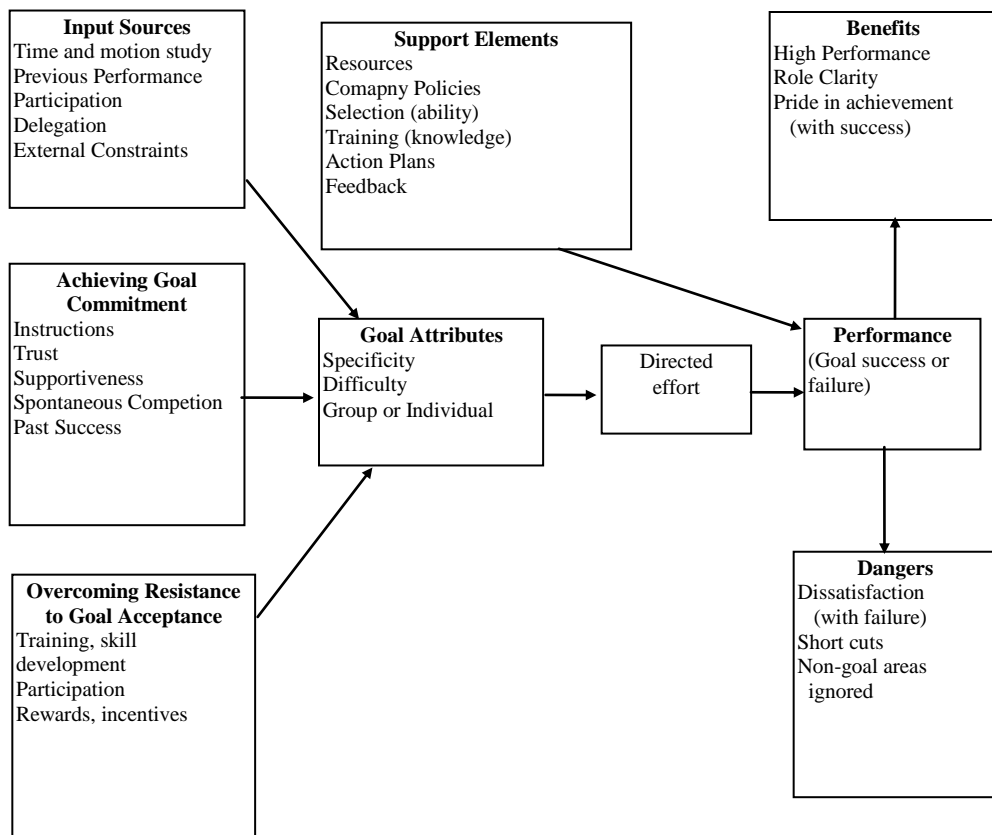 Input Sources
Time and motion study
Previous Performance
Participation
Delegation
External Constraints
Support Elements
Resources
Comapny Policies
Selection (ability)
Training (knowledge)
Action Plans
Feedback
Benefits
High Performance
Role Clarity
Pride in achievement
(with success)
Achieving Goal
Commitment
Instructions
Trust
Supportiveness
Spontaneous Competion
Past Success
Goal Attributes
Specificity
Difficulty
Group or Individual
Directed
effort
Performance
(Goal success or
failure)
Overcoming Resistance
to Goal Acceptance
Training, skill
development
Participation
Rewards, incentives
Dangers
Dissatisfaction
(with failure)
Short cuts
Non-goal areas
ignored